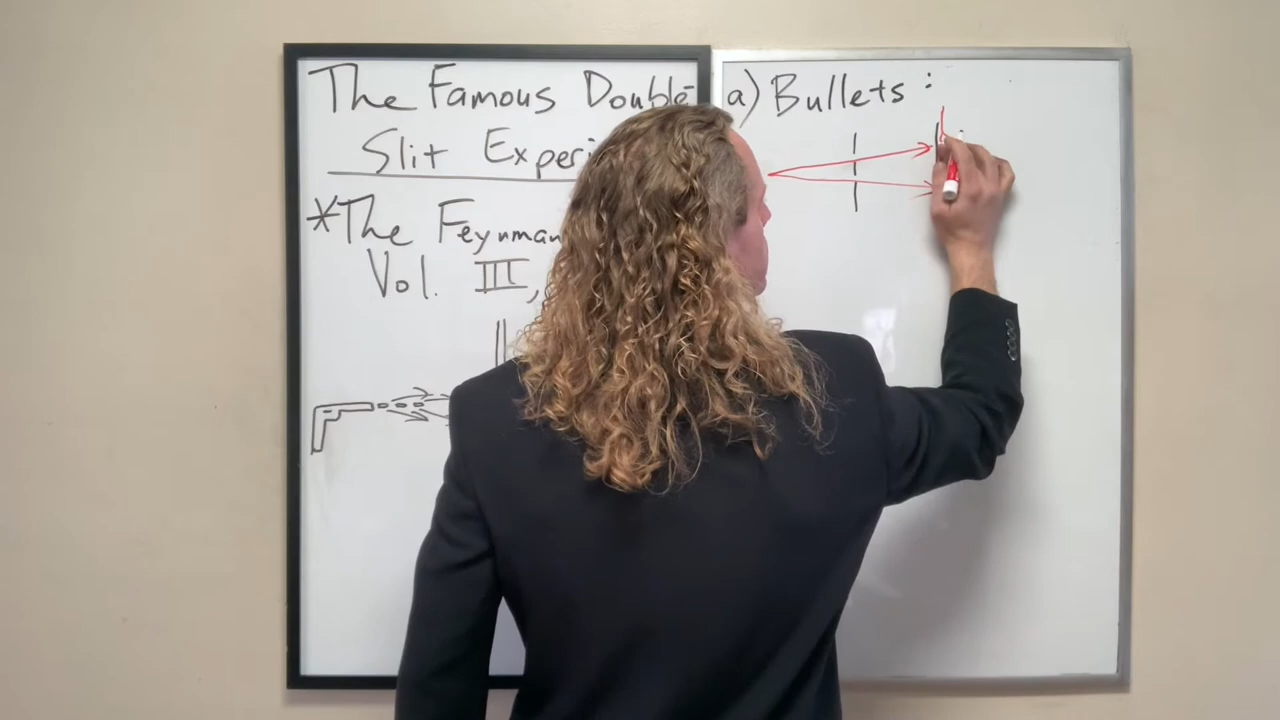 The Famous Double-
Slit Experi
*The Feynman
Vol. III,
a) Bullets: